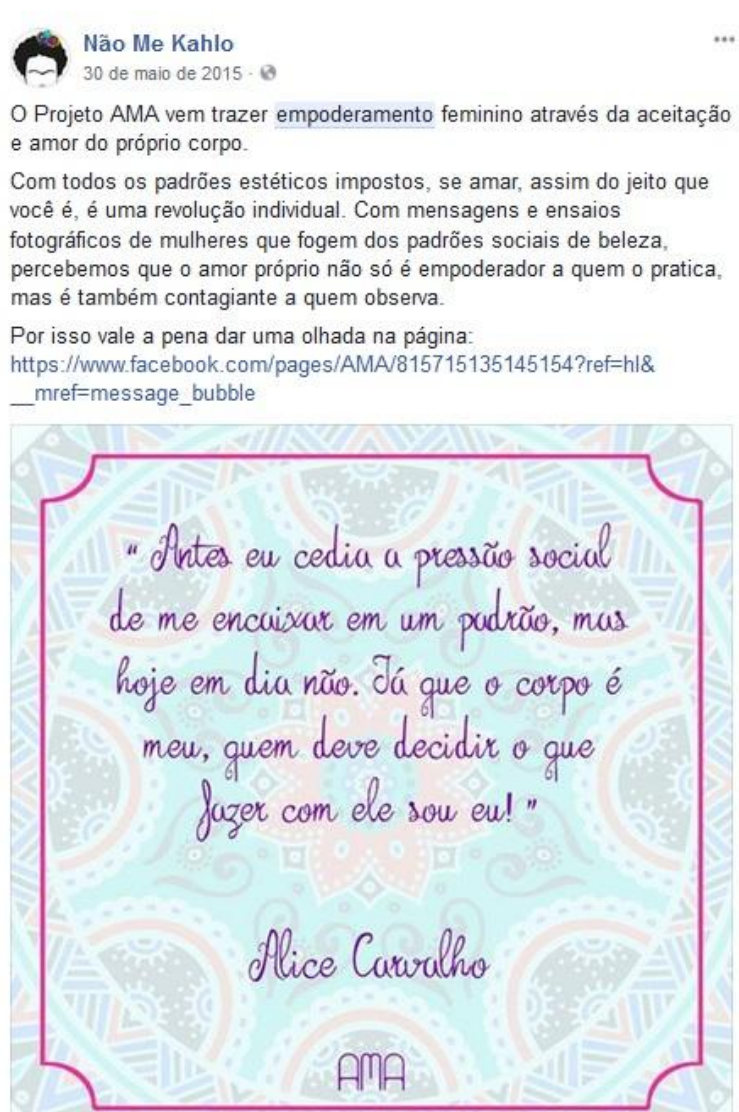 Não Me Kahlo
30 de maio de 2015 ·
O Projeto AMA vem trazer empoderamento feminino através da aceitação
e amor do próprio corpo.
Com todos os padrões estéticos impostos, se amar, assim do jeito que
você é, é uma revolução individual. Com mensagens e ensaios
fotográficos de mulheres que fogem dos padrões sociais de beleza,
percebemos que o amor próprio não só é empoderador a quem o pratica,
mas é também contagiante a quem observa.
Por isso vale a pena dar uma olhada na página:
https://www.facebook.com/pages/AMA/815715135145154?ref=hl&
__mref=message_bubble
" Antes eu cedia a pressão social
de me encaixar em um padrão, mas
hoje em dia não. Já que o corpo é
meu, quem deve decidir o que
fazer com ele sou eu! "
Alice Carvalho
AMA